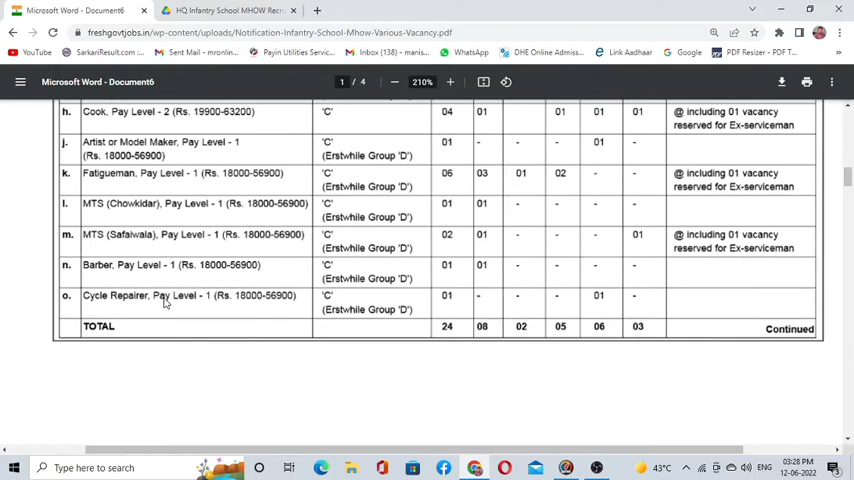 Microsoft Word - Document6
HQ Infantry School MHOW Recru
freshgovtjobs.in/wp-content/uploads/Notification-Infantry-School-Mhow-Various-Vacancy.pdf
YouTube SarkariResult.com : Sent Mail - mronlin... Payin Utilities Servic... Inbox (138) - manis... WhatsApp DHE Online Admissi... Link Aadhaar Google PDF Resizer | PDF C...
Microsoft Word - Document6 1 / 4 210%
h. Cook, Pay Level - 2 (Rs. 19900-63200) 'C' 04 01 01 01 01 @ including 01 vacancy
reserved for Ex-serviceman
j. Artist or Model Maker, Pay Level - 1 'C' 01 - - - 01 -
(Rs. 18000-56900) (Erstwhile Group 'D')
k. Fatigueman, Pay Level - 1 (Rs. 18000-56900) 'C' 06 03 01 02 - - @ including 01 vacancy
(Erstwhile Group 'D') reserved for Ex-serviceman
l. MTS (Chowkidar), Pay Level - 1 (Rs. 18000-56900) 'C' 01 01 - - - -
(Erstwhile Group 'D')
m. MTS (Safaiwala), Pay Level - 1 (Rs. 18000-56900) 'C' 02 01 - - - 01 @ including 01 vacancy
(Erstwhile Group 'D') reserved for Ex-serviceman
n. Barber, Pay Level - 1 (Rs. 18000-56900) 'C' 01 01 - - - -
(Erstwhile Group 'D')
o. Cycle Repairer, Pay Level - 1 (Rs. 18000-56900) 'C' 01 - - - 01 -
(Erstwhile Group 'D')
TOTAL 24 08 02 05 06 03 Continued
Type here to search
43°C
ENG
03:28 PM
12-06-2022
3